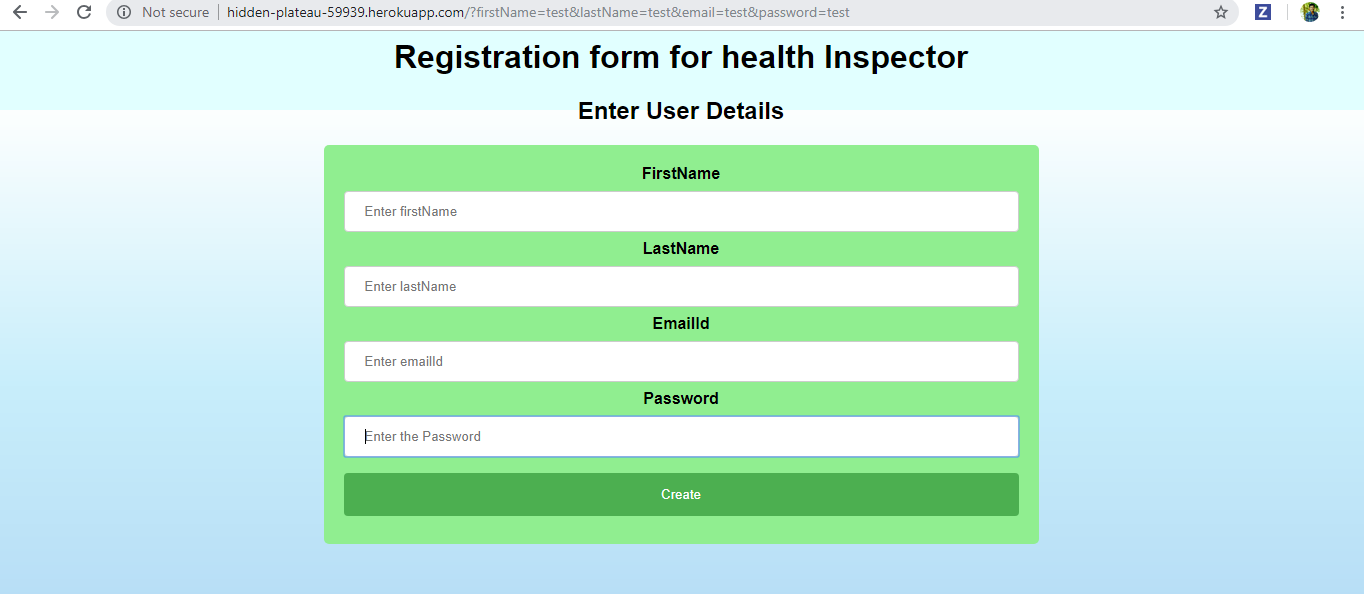 Not secure | hidden-plateau-59939.herokuapp.com/?firstName=test&lastName=test&email=test&password=test
Z
Registration form for health Inspector
Enter User Details
FirstName
Enter firstName
LastName
Enter lastName
EmailId
Enter emailId
Password
Enter the Password
Create